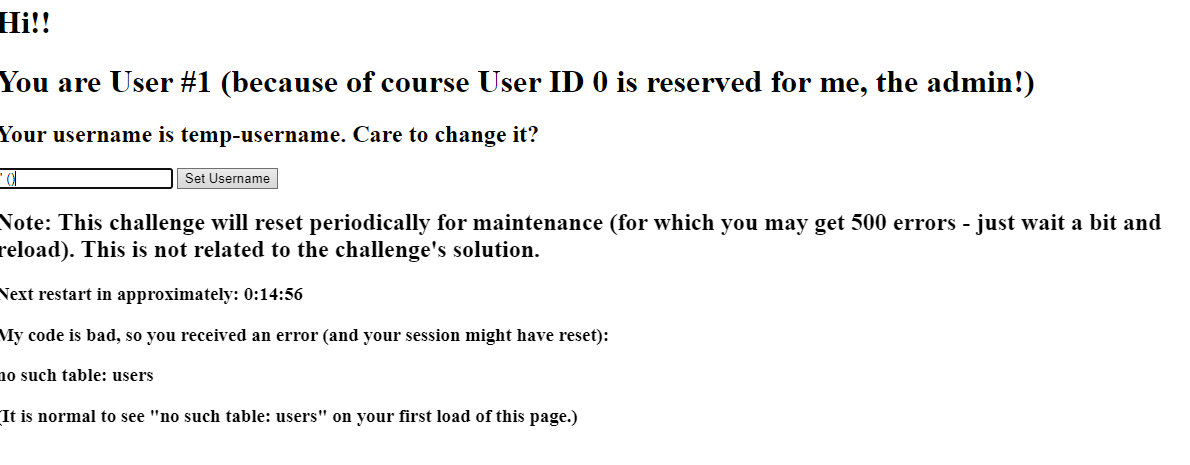 Hi!!
You are User #1 (because of course User ID 0 is reserved for me, the admin!)
Your username is temp-username. Care to change it?
' () Set Username
Note: This challenge will reset periodically for maintenance (for which you may get 500 errors - just wait a bit and
reload). This is not related to the challenge's solution.
Next restart in approximately: 0:14:56
My code is bad, so you received an error (and your session might have reset):
no such table: users
(It is normal to see "no such table: users" on your first load of this page.)